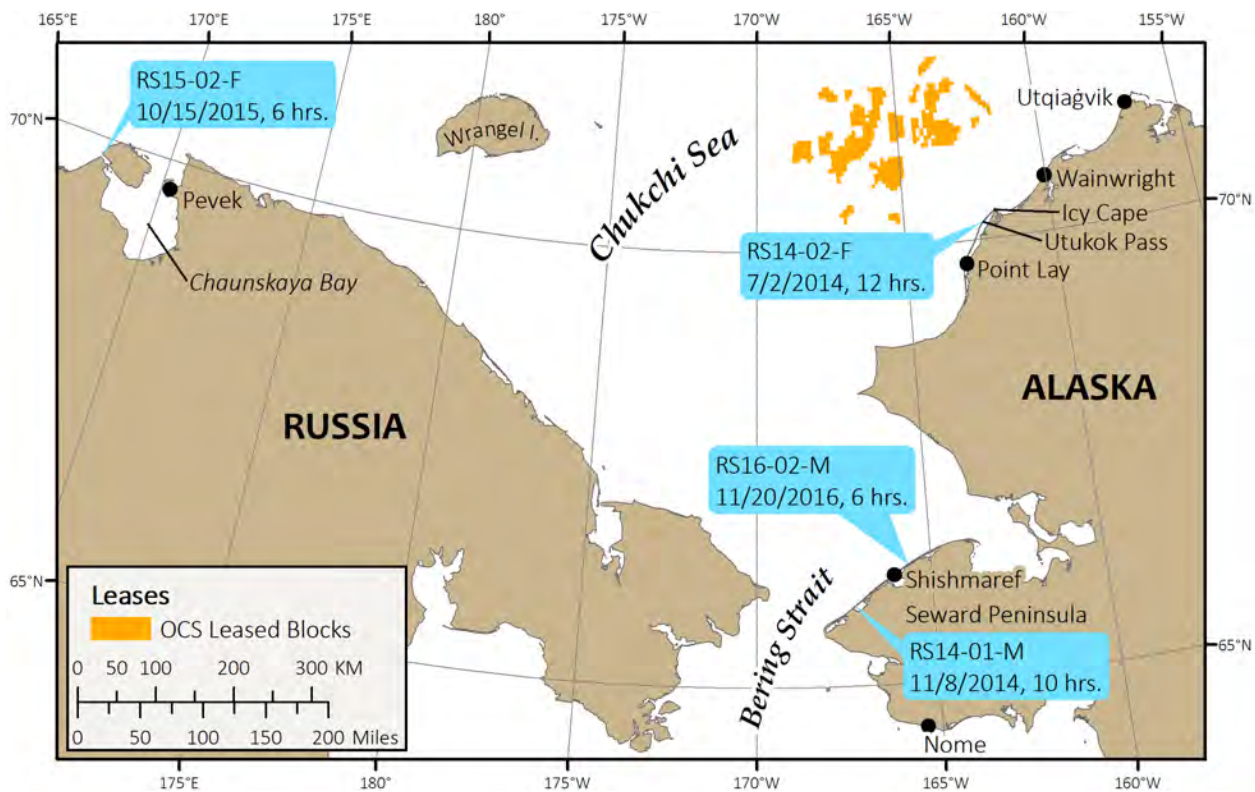 165°E
170°E
175°E
180°
175°W
170°W
165°W
160°W
155°W
RS15-02-F
10/15/2015, 6 hrs.
70°N
Wrangel I.
Chukchi Sea
Utqiaġvik
Pevek
Wainwright
70°N
Icy Cape
Utukok Pass
RS14-02-F
7/2/2014, 12 hrs.
Point Lay
Chaunskaya Bay
ALASKA
RUSSIA
RS16-02-M
11/20/2016, 6 hrs.
65°N
Shishmaref
Seward Peninsula
Bering Strait
RS14-01-M
11/8/2014, 10 hrs.
65°N
Nome
Leases
OCS Leased Blocks
0 50 100 200 300 KM
0 50 100 150 200 Miles
175°E
180°
175°W
170°W
165°W
160°W